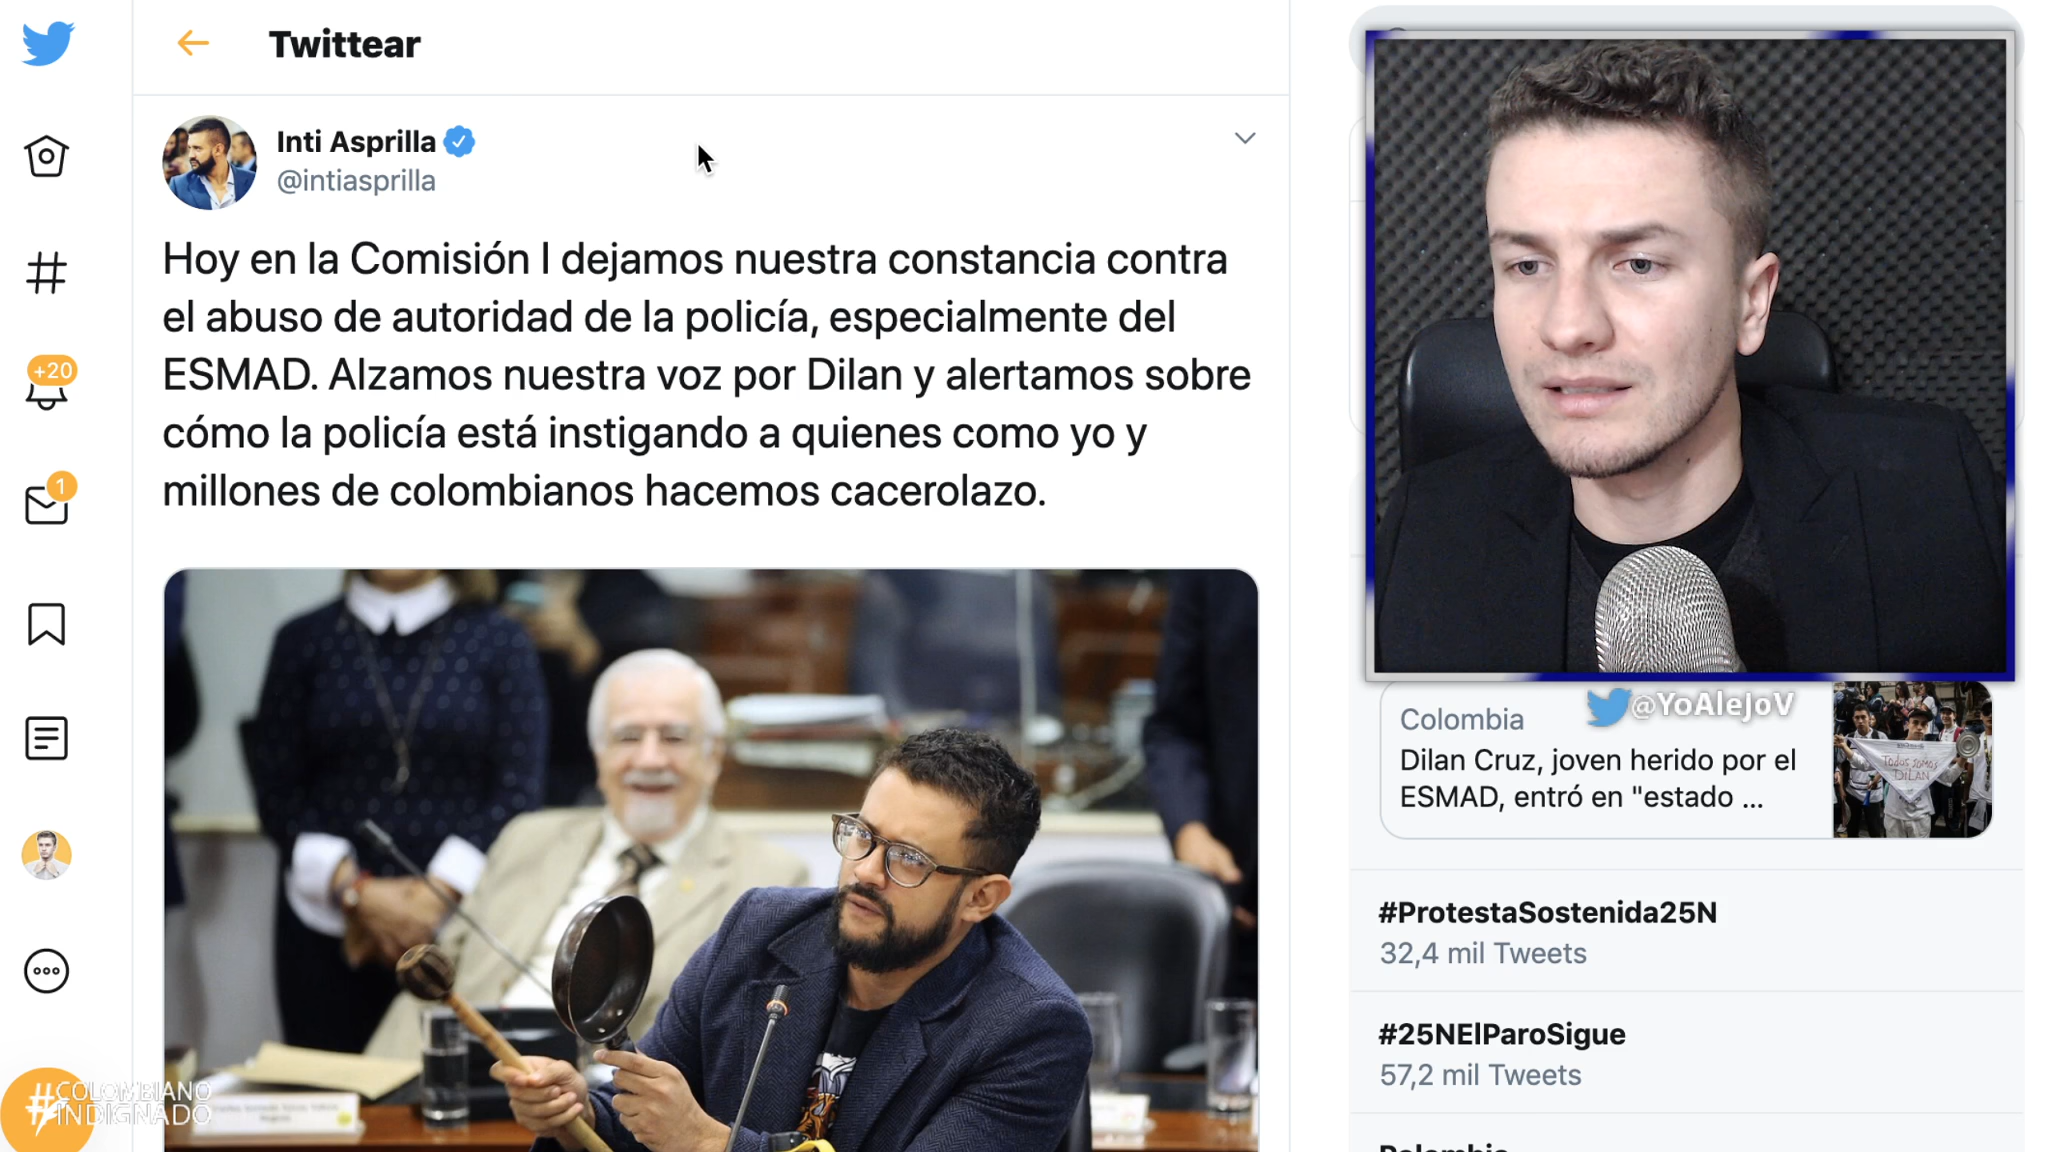 Twittear
Inti Asprilla
@intiasprilla
Hoy en la Comisión I dejamos nuestra constancia contra
el abuso de autoridad de la policía, especialmente del
ESMAD. Alzamos nuestra voz por Dilan y alertamos sobre
cómo la policía está instigando a quienes como yo y
millones de colombianos hacemos cacerolazo.
+20
1
#COLOMBIANO
INDIGNADO
@YoAleJoV
Colombia
Dilan Cruz, joven herido por el
ESMAD, entró en "estado ...
Todos somos
DILAN
#ProtestaSostenida25N
32,4 mil Tweets
#25NElParoSigue
57,2 mil Tweets